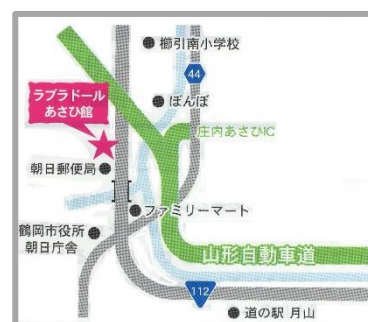 櫛引南小学校
44
ラブラドール
あさひ館
ぽんぽ
庄内あさひIC
朝日郵便局
ファミリーマート
鶴岡市役所
朝日庁舎
山形自動車道
112
道の駅 月山